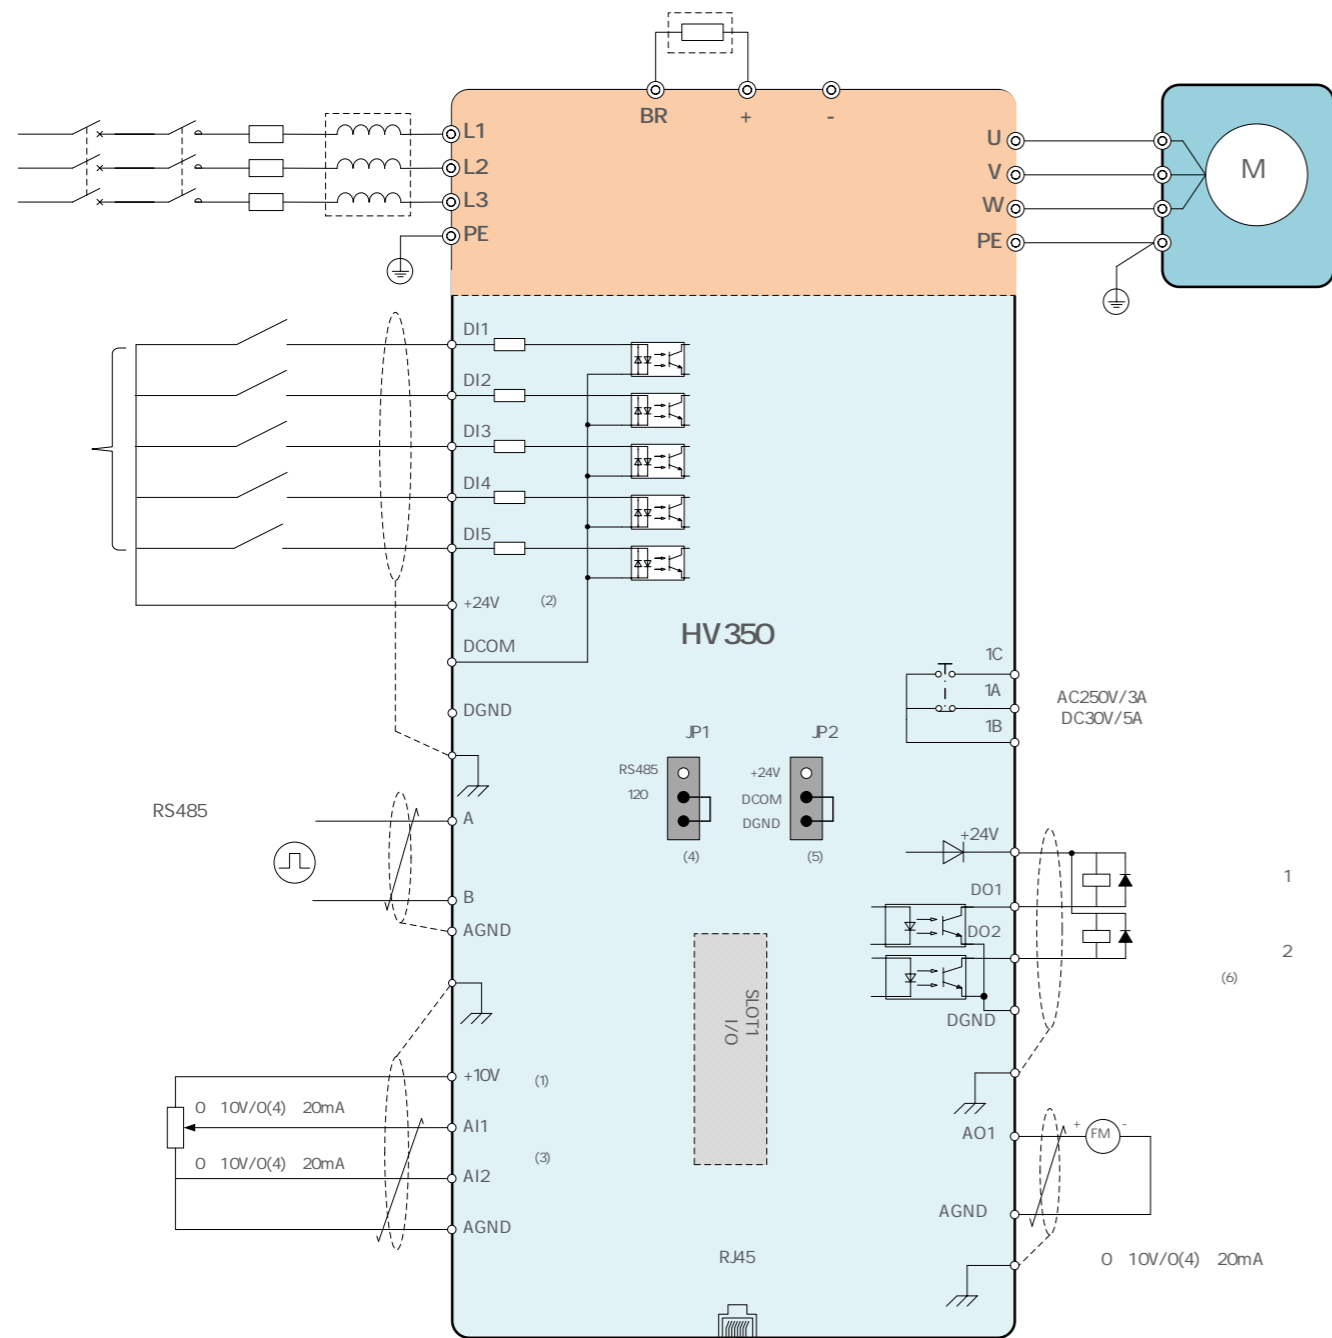 BR + -
L1
L2
L3
PE
U
V
W
PE
M
DI1
DI2
DI3
DI4
DI5
+24V (2)
DCOM
DGND
HV350
1C
1A
1B
AC250V/3A
DC30V/5A
JP1
RS485
120
(4)
JP2
+24V
DCOM
DGND
(5)
RS485
A
B
AGND
+24V
DO1
DO2
DGND
1
2
(6)
SLOT1
I/O
+10V (1)
0 10V/0(4) 20mA
AI1
(3)
0 10V/0(4) 20mA
AI2
AGND
AO1
+ FM -
AGND
0 10V/0(4) 20mA
RJ45